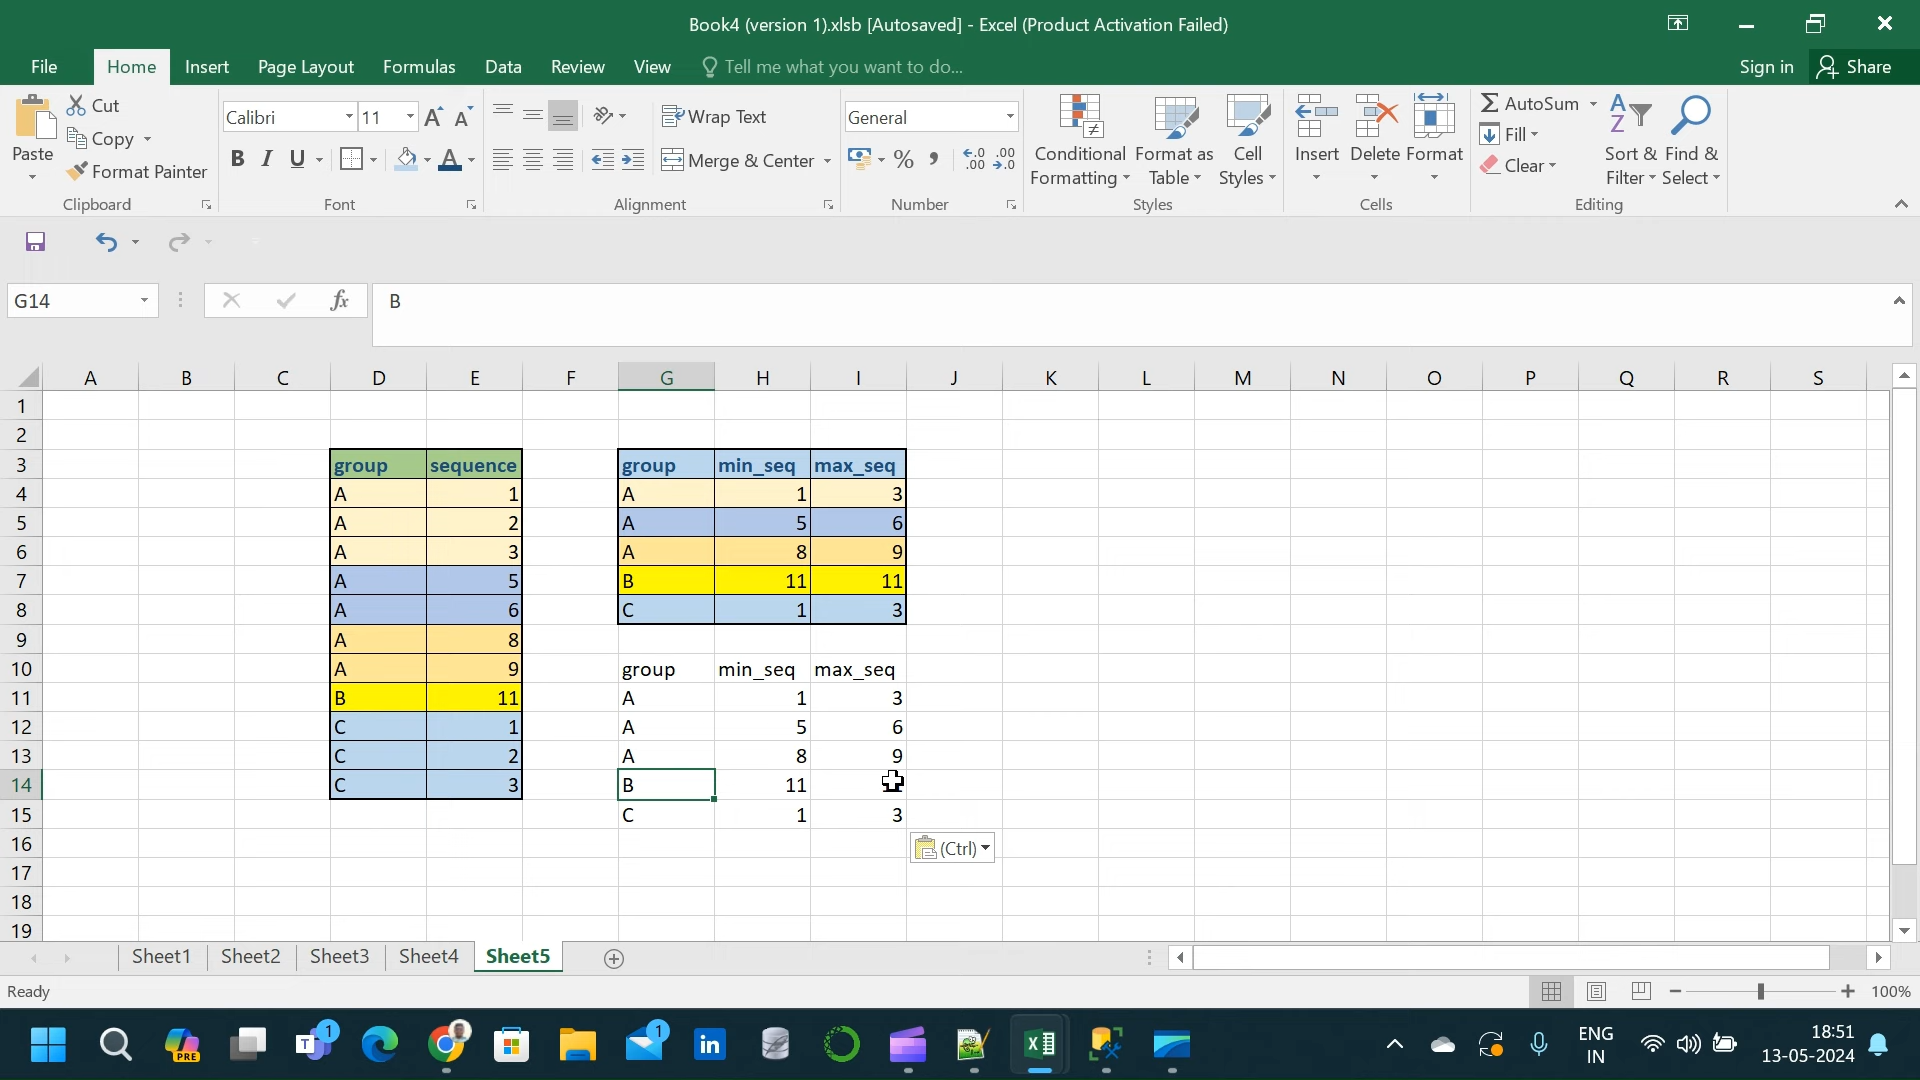 Book4 (version 1).xlsb [Autosaved] - Excel (Product Activation Failed)
File Home Insert Page Layout Formulas Data Review View Tell me what you want to do... Sign in Share
Paste Cut Copy Format Painter
Calibri 11 A A
B I U A
Wrap Text
Merge & Center
General
% , .00 .00
Conditional Formatting
Format as Table
Cell Styles
Insert Delete Format
AutoSum Fill Clear
Sort & Filter
Find & Select
Clipboard Font Alignment Number Styles Cells Editing
G14 fx B
A B C D E F G H I J K L M N O P Q R S
1
2
3 group sequence group min_seq max_seq
4 A 1 A 1 3
5 A 2 A 5 6
6 A 3 A 8 9
7 A 5 B 11 11
8 A 6 C 1 3
9 A 8
10 A 9 group min_seq max_seq
11 B 11 A 1 3
12 C 1 A 5 6
13 C 2 A 8 9
14 C 3 B 11
15 C 1 3
16 (Ctrl)
17
18
19
Sheet1 Sheet2 Sheet3 Sheet4 Sheet5
Ready 100%
PRE 1 1 ENG IN 18:51
13-05-2024